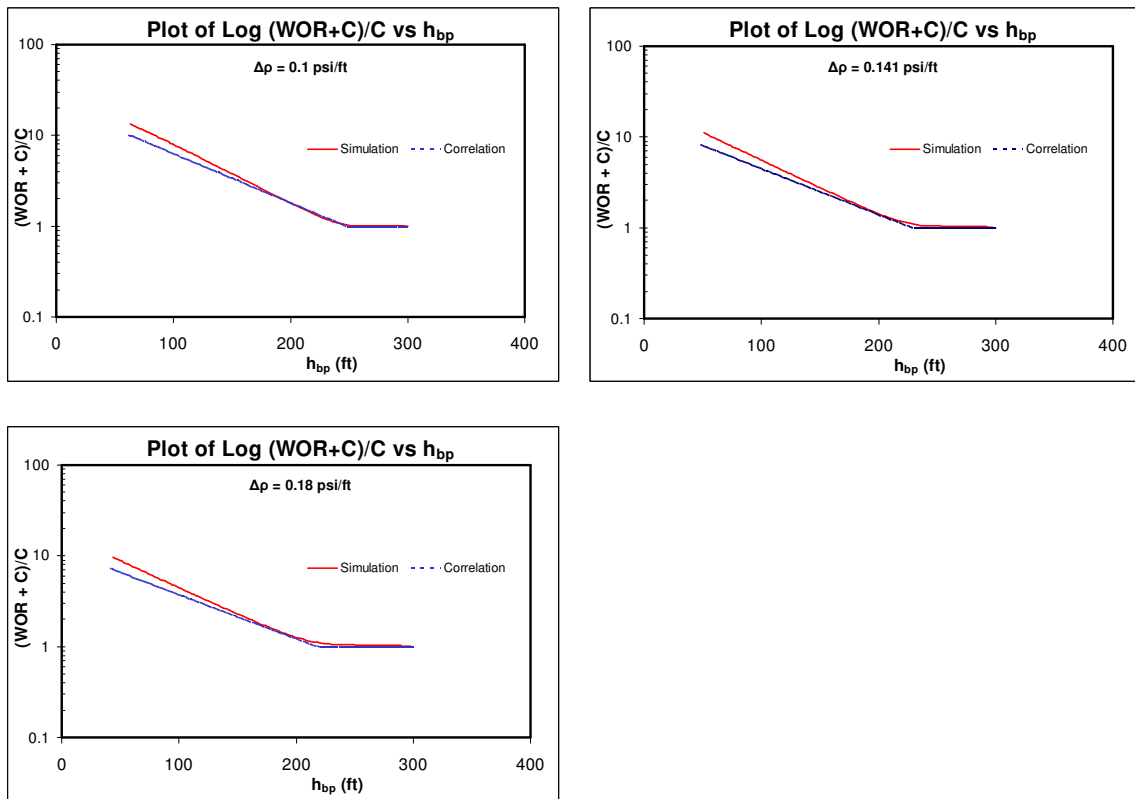 Plot of Log (WOR+C)/C vs hbp
Δρ = 0.1 psi/ft
100
10
1
0.1
(WOR + C)/C
Simulation
Correlation
0
100
200
300
400
hbp (ft)
Plot of Log (WOR+C)/C vs hbp
Δρ = 0.141 psi/ft
100
10
1
0.1
(WOR + C)/C
Simulation
Correlation
0
100
200
300
400
hbp (ft)
Plot of Log (WOR+C)/C vs hbp
Δρ = 0.18 psi/ft
100
10
1
0.1
(WOR + C)/C
Simulation
Correlation
0
100
200
300
400
hbp (ft)